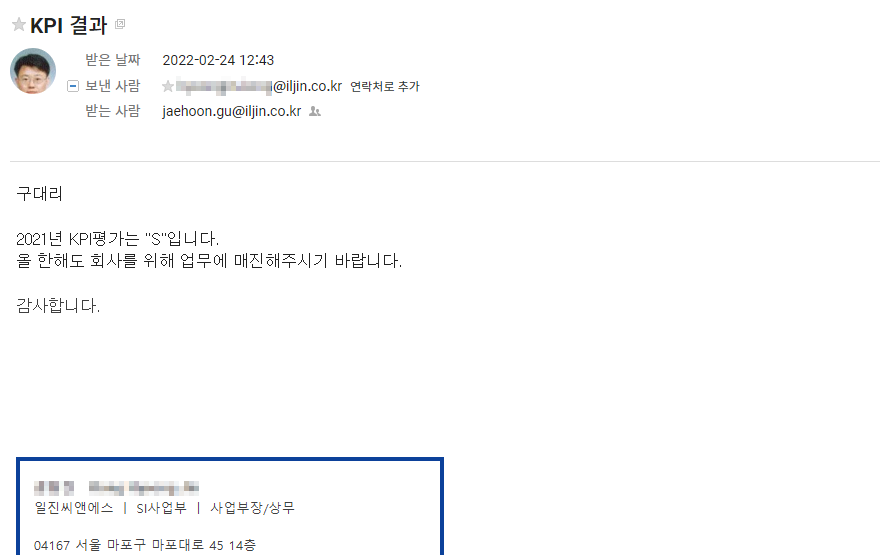 KPI 결과
받은 날짜 2022-02-24 12:43
보낸 사람 @iljin.co.kr 연락처로 추가
받는 사람 jaehoon.gu@iljin.co.kr
구대리
2021년 KPI평가는 "S"입니다.
올 한해도 회사를 위해 업무에 매진해주시기 바랍니다.
감사합니다.
일진씨앤에스 | SI사업부 | 사업부장/상무
04167 서울 마포구 마포대로 45 14층